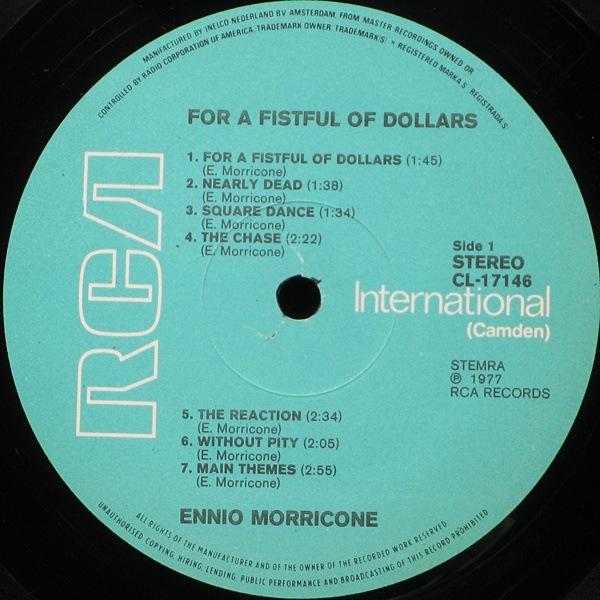 MANUFACTURED BY INELCO NEDERLAND B.V. AMSTERDAM, FROM MASTER RECORDINGS OWNED OR
CONTROLLED BY RADIO CORPORATION OF AMERICA, TRADEMARK OWNER. TRADEMARK(S) × REGISTERED MARKA S REGISTRADA'S
FOR A FISTFUL OF DOLLARS
1. FOR A FISTFUL OF DOLLARS (1:45)
(E. Morricone)
2. NEARLY DEAD (1:38)
(E. Morricone)
3. SQUARE DANCE (1:34)
(E. Morricone)
4. THE CHASE (2:22)
(E. Morricone)
RCA
Side 1
STEREO
CL-17146
International
(Camden)
STEMRA
℗ 1977
RCA RECORDS
5. THE REACTION (2:34)
(E. Morricone)
6. WITHOUT PITY (2:05)
(E. Morricone)
7. MAIN THEMES (2:55)
(E. Morricone)
ENNIO MORRICONE
ALL RIGHTS OF THE MANUFACTURER AND OF THE OWNER OF THE RECORDED WORK RESERVED
UNAUTHORISED COPYING, HIRING, LENDING, PUBLIC PERFORMANCE AND BROADCASTING OF THIS RECORD PROHIBITED